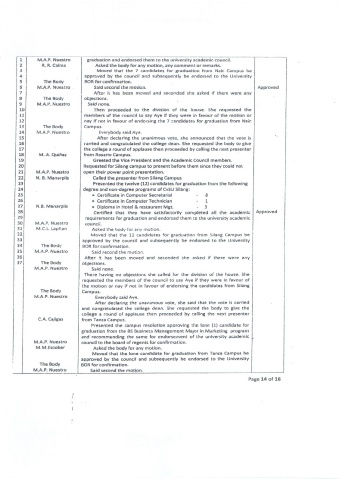 1 M.A.P. Nuestro graduation and endorsed them to the university academic council.
2 R. R. Colma Asked the body for any motion, any comment or remarks.
3 Moved that the 7 candidates for graduation from Naic Campus be
4 approved by the council and subsequently be endorsed to the University
5 The Body BOR for confirmation.
6 M.A.P. Nuestro Said second the motion. Approved
7 After is has been moved and seconded she asked if there were any
8 The Body objections.
9 M.A.P. Nuestro Said none.
10 Then proceeded to the division of the house. She requested the
11 members of the council to say Aye if they were in favour of the motion or
12 nay if not in favour of endorsing the 7 candidates for graduation from Naic
13 The Body Campus.
14 M.A.P. Nuestro Everybody said Aye.
15 After declaring the unanimous vote, she announced that the vote is
16 carried and congratulated the college dean. She requested the body to give
17 the college a round of applause then proceeded by calling the next presenter
18 M. A. Quiñez from Rosario Campus.
19 Greeted the Vice President and the Academic Council members.
20 Requested for Silang campus to present before them since they could not
21 M.A.P. Nuestro open their power point presentation.
22 N. B. Manarpiis Called the presenter from Silang Campus
23 Presented the twelve (12) candidates for graduation from the following
24 degree and non-degree programs of CvSU Silang:
25 • Certificate in Computer Secretarial - 8
26 • Certificate in Computer Technician - 1
27 N.B. Manarpiis • Diploma in Hotel & restaurant Mgt. - 3
28 Certified that they have satisfactorily completed all the academic Approved
29 requirements for graduation and endorsed them to the university academic
30 M.A.P. Nuestro council.
31 M.C.L. Lapitan Asked the body for any motion.
32 Moved that the 12 candidates for graduation from Silang Campus be
33 approved by the council and subsequently be endorsed to the University
34 The Body BOR for confirmation.
35 M.A.P. Nuestro Said second the motion
36 After it has been moved and seconded she asked if there were any
37 The Body objections.
M.A.P. Nuestro Said none.
There having no objections she called for the division of the house. She
requested the members of the council to say Aye if they were in favour of
the motion or nay if not in favour of endorsing the candidates from Silang
The Body Campus.
M.A.P. Nuestro Everybody said Aye.
After declaring the unanimous vote, she said that the vote is carried
and congratulated the college dean. She requested the body to give the
college a round of applause then proceeded by calling the next presenter
C.A. Caigas from Tanza Campus.
Presented the campus resolution approving the lone (1) candidate for
graduation from the BS Business Management Major in Marketing program
and recommending the same for endorsement of the university academic
M.A.P. Nuestro council to the board of regents for confirmation.
M.M.Escober Asked the body for any motion.
Moved that the lone candidate for graduation from Tanza Campus be
approved by the council and subsequently be endorsed to the University
The Body BOR for confirmation.
M.A.P. Nuestro Said second the motion
Page 14 of 16